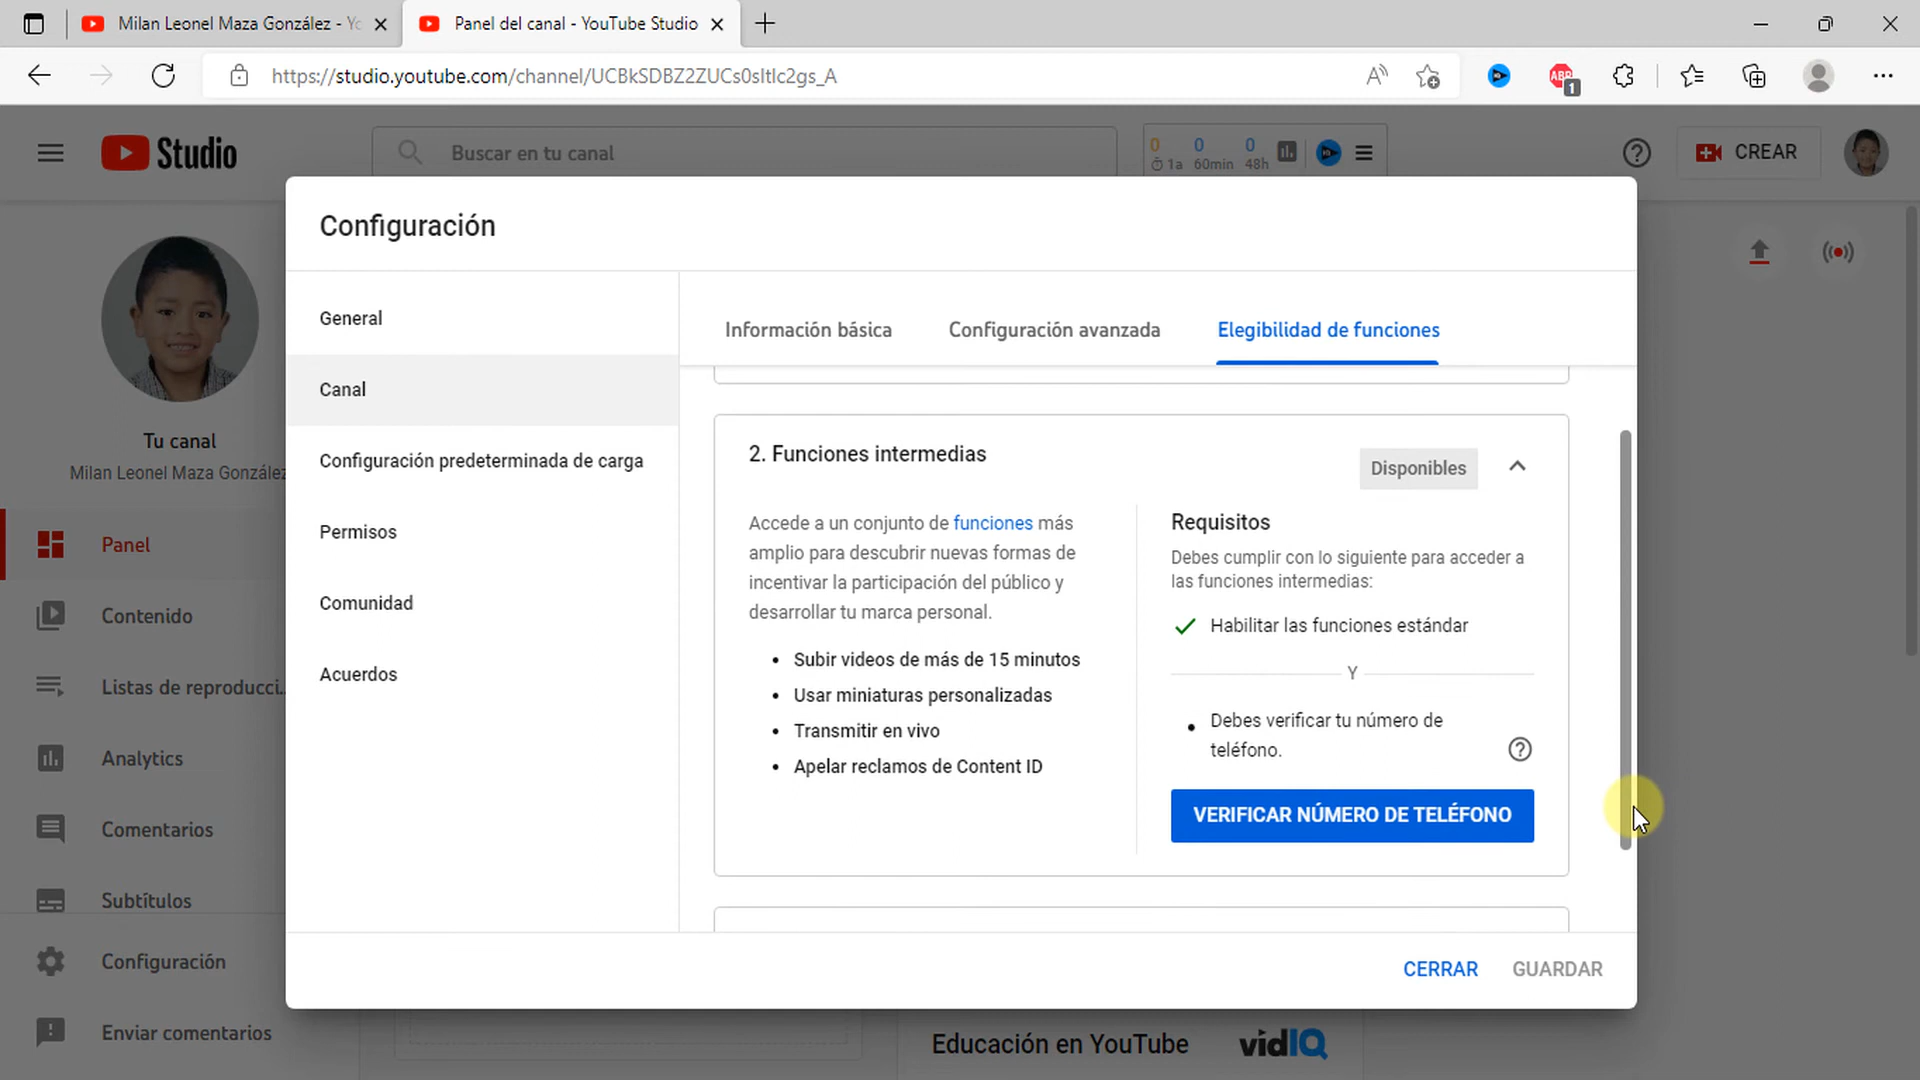 Milan Leonel Maza González - Yo
Panel del canal - YouTube Studio
https://studio.youtube.com/channel/UCBkSDBZ2ZUCs0sItIc2gs_A
ABP
1
Studio
Buscar en tu canal
0 0 0
1a 60min 48h
CREAR
Tu canal
Milan Leonel Maza González
Panel
Contenido
Listas de reproducci...
Analytics
Comentarios
Subtítulos
Configuración
Enviar comentarios
Configuración
General
Canal
Configuración predeterminada de carga
Permisos
Comunidad
Acuerdos
Información básica
Configuración avanzada
Elegibilidad de funciones
2. Funciones intermedias
Disponibles
Accede a un conjunto de funciones más
amplio para descubrir nuevas formas de
incentivar la participación del público y
desarrollar tu marca personal.
• Subir videos de más de 15 minutos
• Usar miniaturas personalizadas
• Transmitir en vivo
• Apelar reclamos de Content ID
Requisitos
Debes cumplir con lo siguiente para acceder a
las funciones intermedias:
Habilitar las funciones estándar
Y
• Debes verificar tu número de
teléfono.
VERIFICAR NÚMERO DE TELÉFONO
CERRAR
GUARDAR
Educación en YouTube
vidIQ